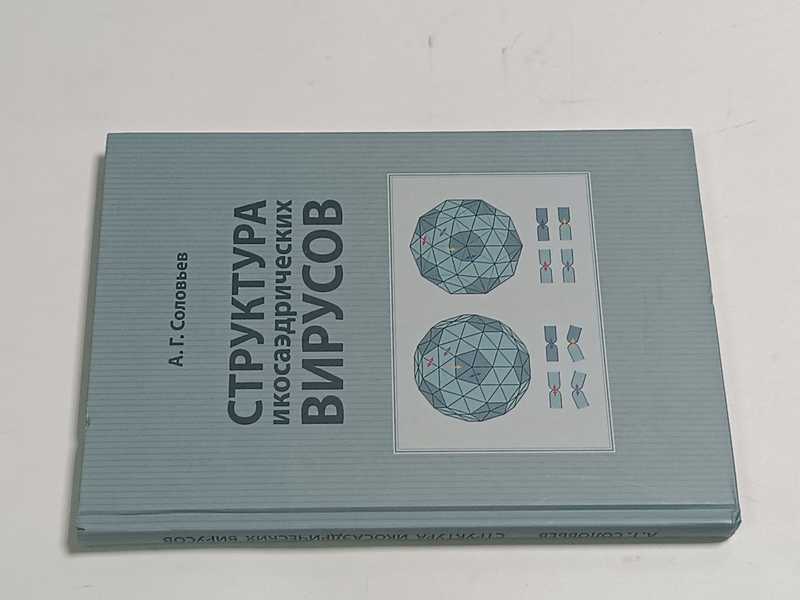 А. Г. Соловьев
СТРУКТУРА
икосаэдрических
ВИРУСОВ
А.Г. СОЛОВЬЕВ СТРУКТУРА ИКОСАЭДРИЧЕСКИХ ВИРУСОВ